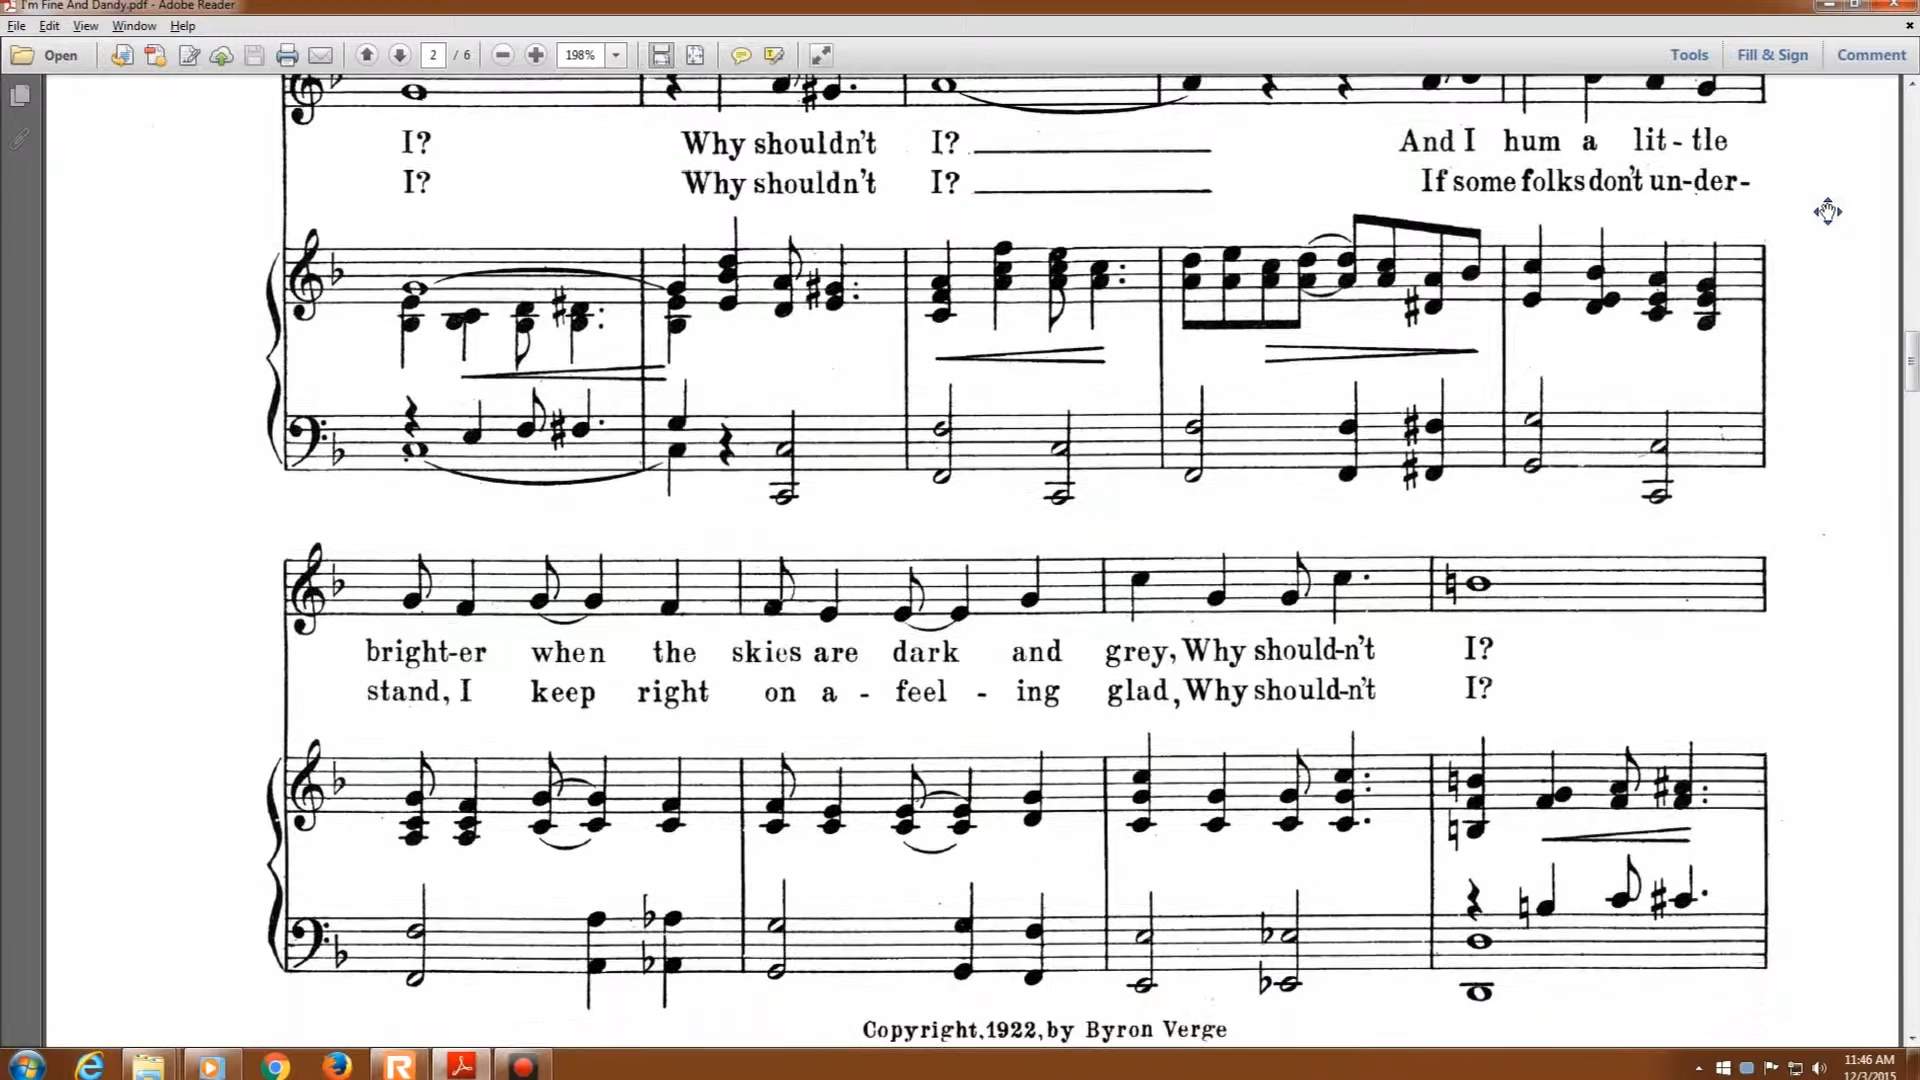 I'm Fine And Dandy.pdf - Adobe Reader
File Edit View Window Help
Open 2 / 6 198% Tools Fill & Sign Comment
I? Why shouldn't I? And I hum a lit - tle
I? Why shouldn't I? If some folks don't un-der-
bright-er when the skies are dark and grey, Why should-n't I?
stand, I keep right on a - feel - ing glad, Why should-n't I?
Copyright, 1922, by Byron Verge
11:46 AM
12/3/2015